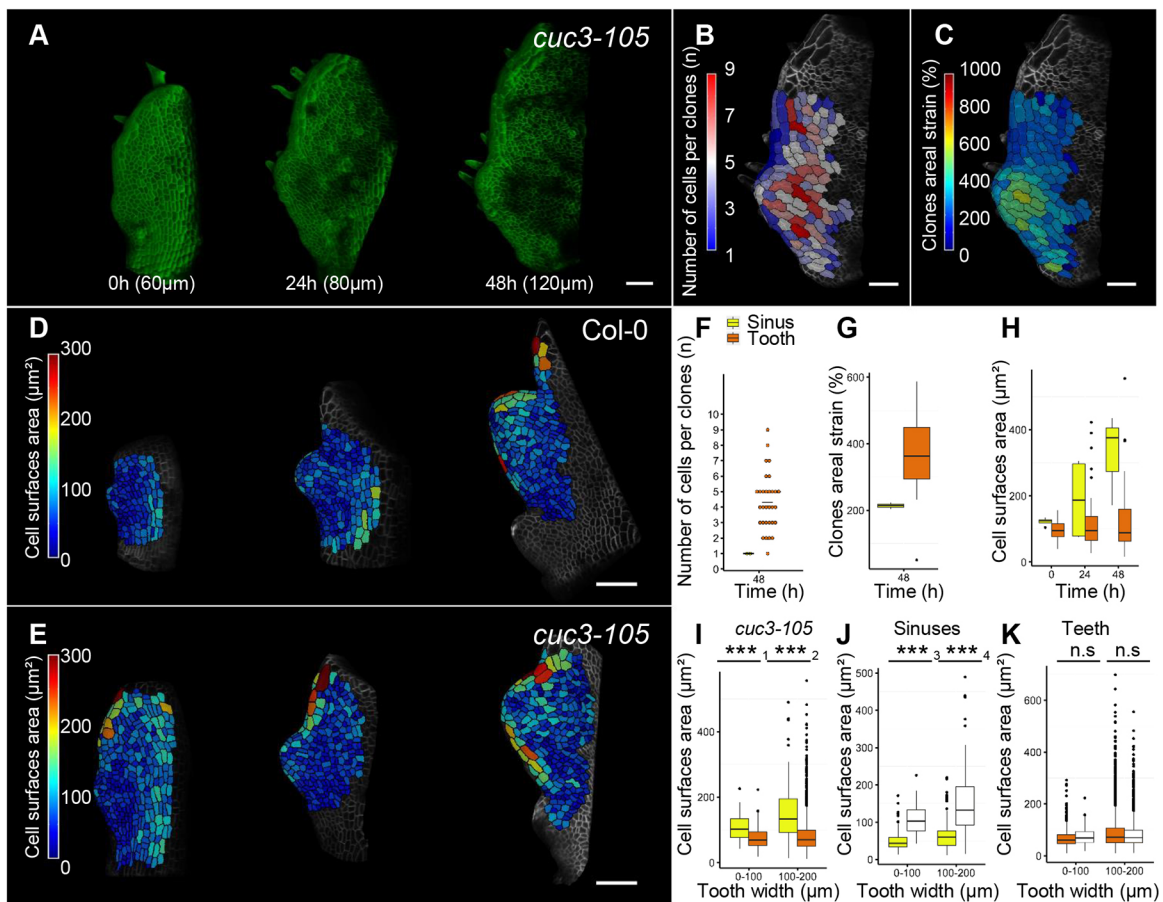 A
cuc3-105
0h (60µm)
24h (80µm)
48h (120µm)
B
Number of cells per clones (n)
9
7
5
3
1
C
Clones areal strain (%)
1000
800
600
400
200
0
D
Col-0
Cell surfaces area (µm²)
300
200
100
0
E
cuc3-105
Cell surfaces area (µm²)
300
200
100
0
F
Sinus
Tooth
Number of cells per clones (n)
10
9
8
7
6
5
4
3
2
1
0
48
Time (h)
G
Clones areal strain (%)
600
400
200
48
Time (h)
H
Cell surfaces area (µm²)
400
200
0
0
24
48
Time (h)
I
cuc3-105
*** 1
*** 2
Cell surfaces area (µm²)
400
200
0
0-100
100-200
Tooth width (µm)
J
Sinuses
*** 3
*** 4
Cell surfaces area (µm²)
500
400
300
200
100
0
0-100
100-200
Tooth width (µm)
K
Teeth
n.s
n.s
Cell surfaces area (µm²)
600
400
200
0
0-100
100-200
Tooth width (µm)